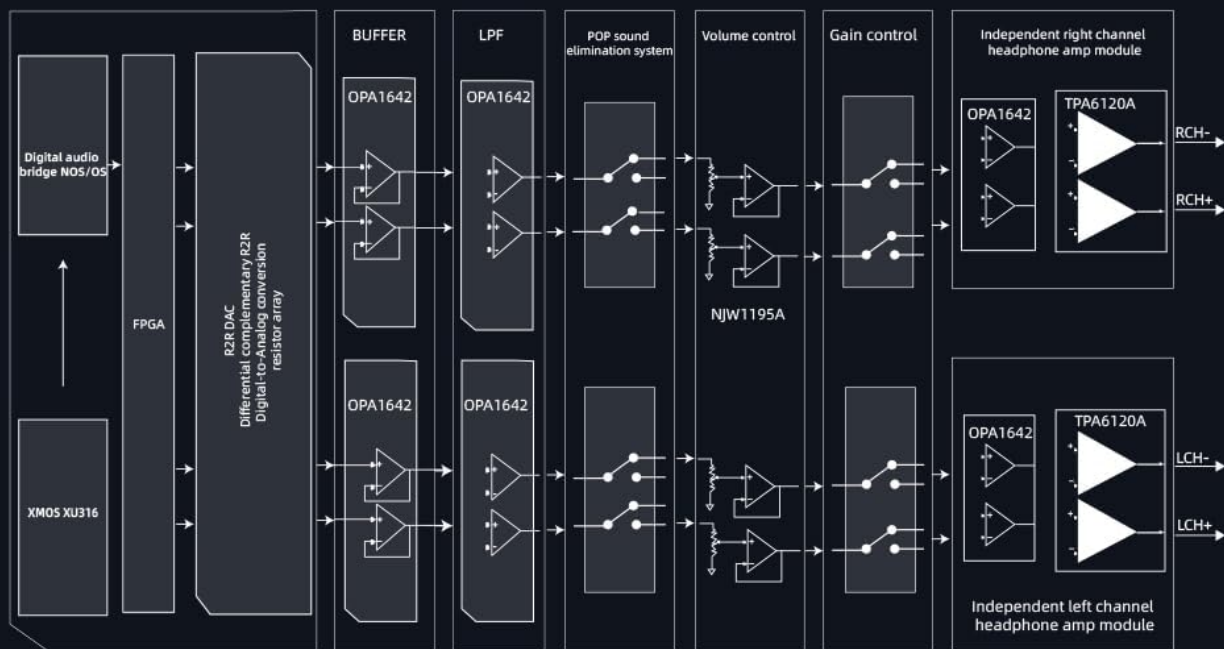 BUFFER
LPF
POP sound
elimination system
Volume control
Gain control
Independent right channel
headphone amp module
OPA1642
OPA1642
OPA1642
TPA6120A
Digital audio
bridge NOS/OS
FPGA
R2R DAC
Differential complementary R2R
Digital-to-Analog conversion
resistor array
RCH-
RCH+
NJW1195A
XMOS XU316
OPA1642
OPA1642
OPA1642
TPA6120A
LCH-
LCH+
Independent left channel
headphone amp module